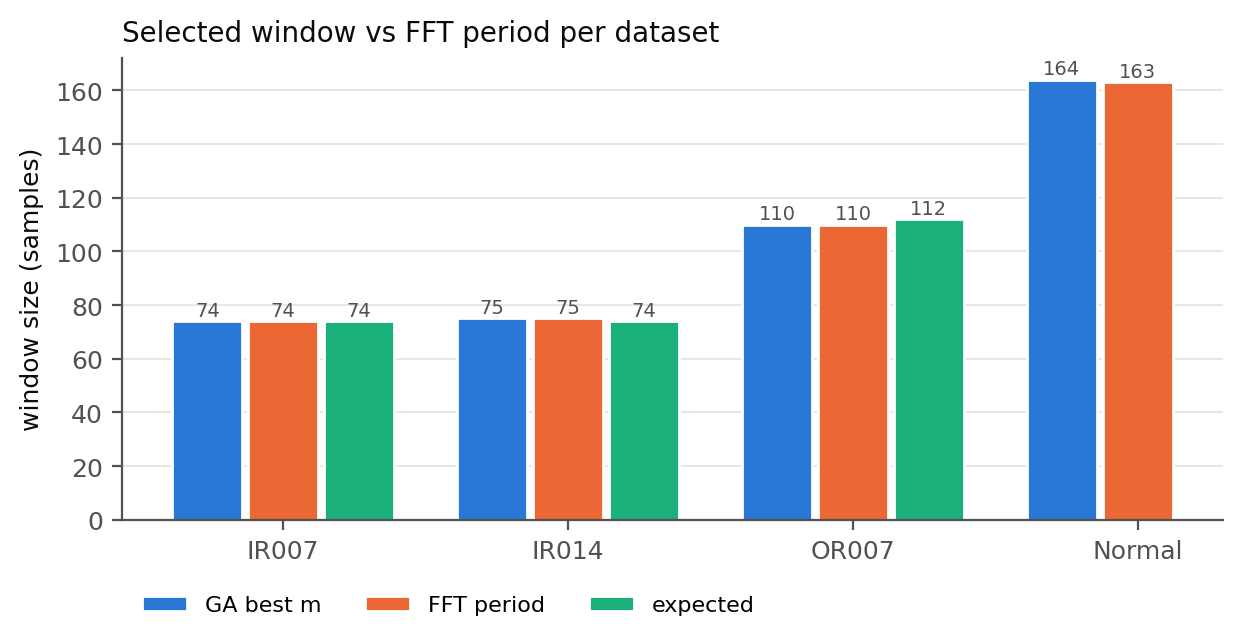 Selected window vs FFT period per dataset
window size (samples)
160
140
120
100
80
60
40
20
0
74 74 74
75 75 74
110 110 112
164 163
IR007 IR014 OR007 Normal
GA best m FFT period expected